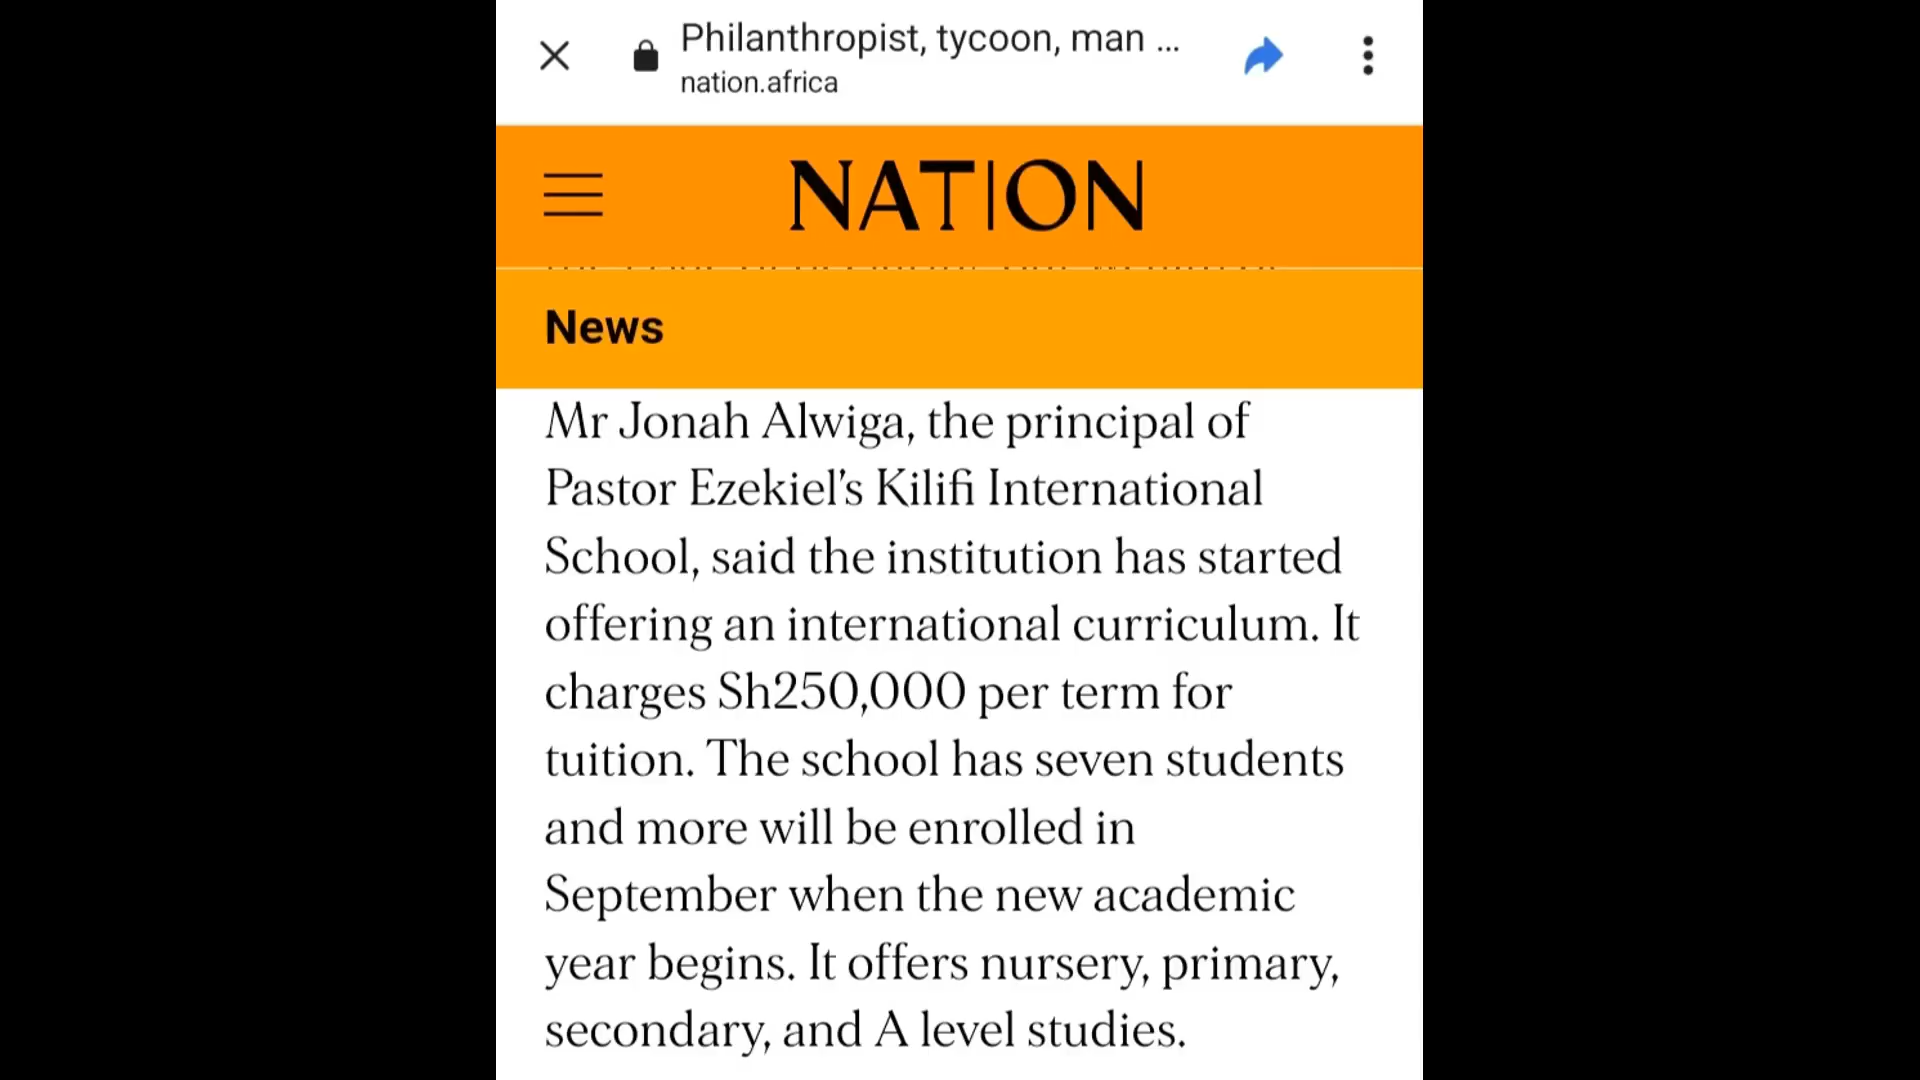 Philanthropist, tycoon, man ...
nation.africa
NATION
News
Mr Jonah Alwiga, the principal of
Pastor Ezekiel's Kilifi International
School, said the institution has started
offering an international curriculum. It
charges Sh250,000 per term for
tuition. The school has seven students
and more will be enrolled in
September when the new academic
year begins. It offers nursery, primary,
secondary, and A level studies.